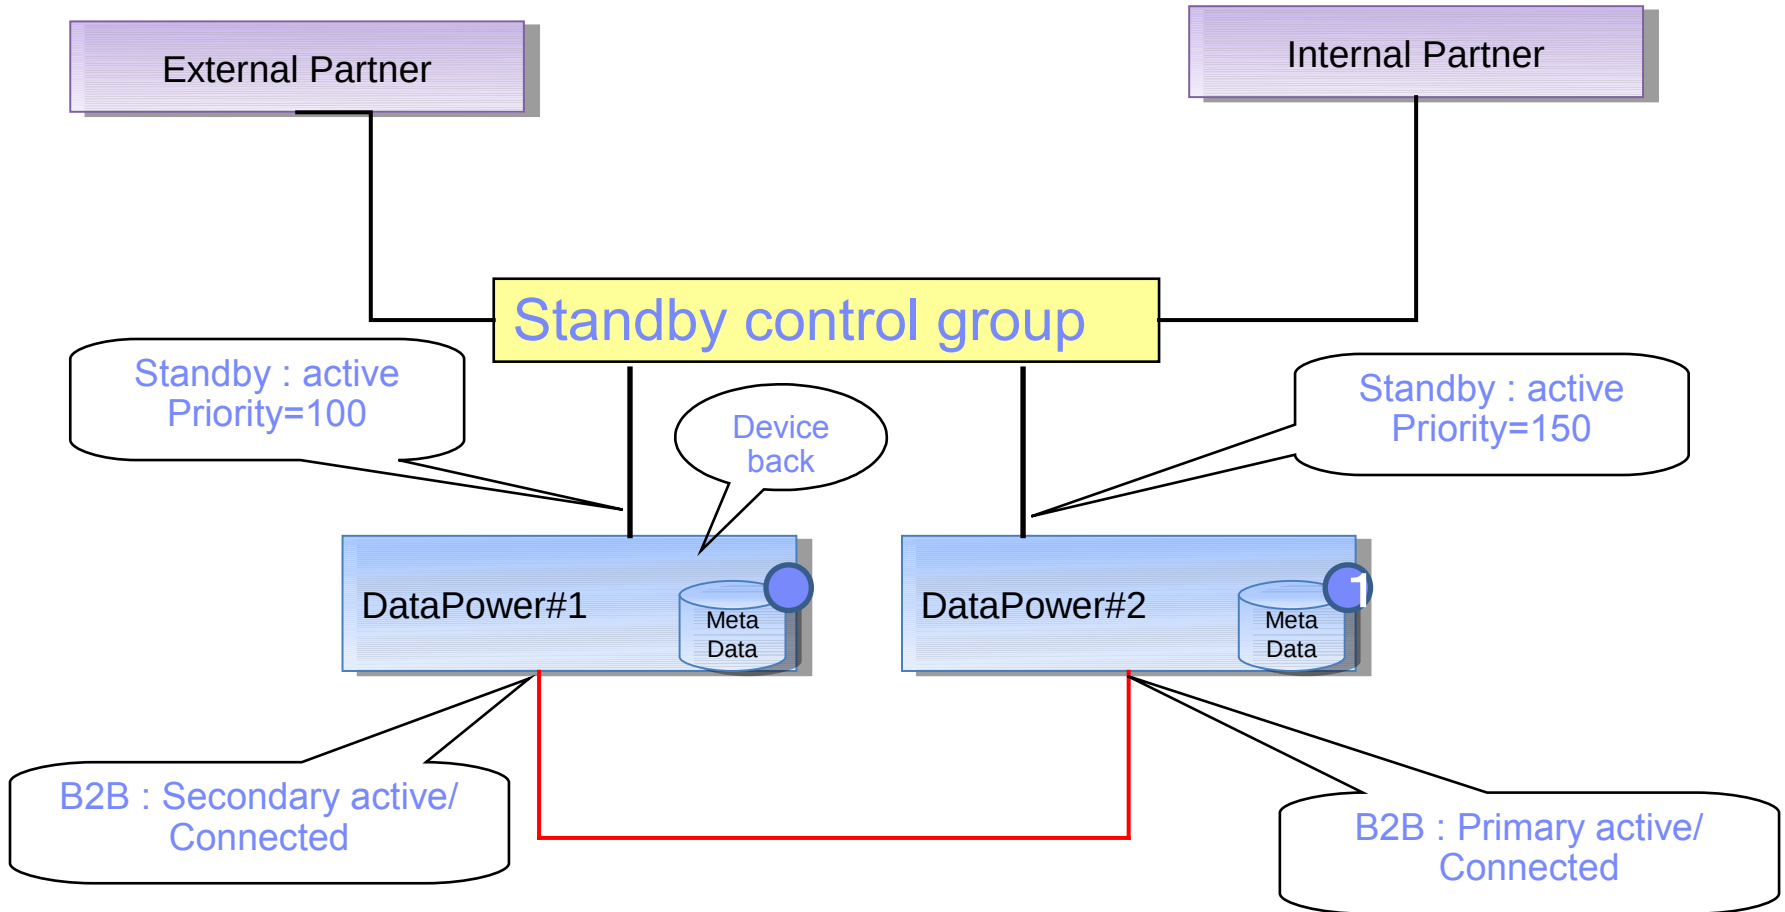 External Partner
Internal Partner
Standby control group
Standby : active
Priority=100
Device
back
Standby : active
Priority=150
DataPower#1
Meta
Data
DataPower#2
Meta
Data
1
B2B : Secondary active/
Connected
B2B : Primary active/
Connected